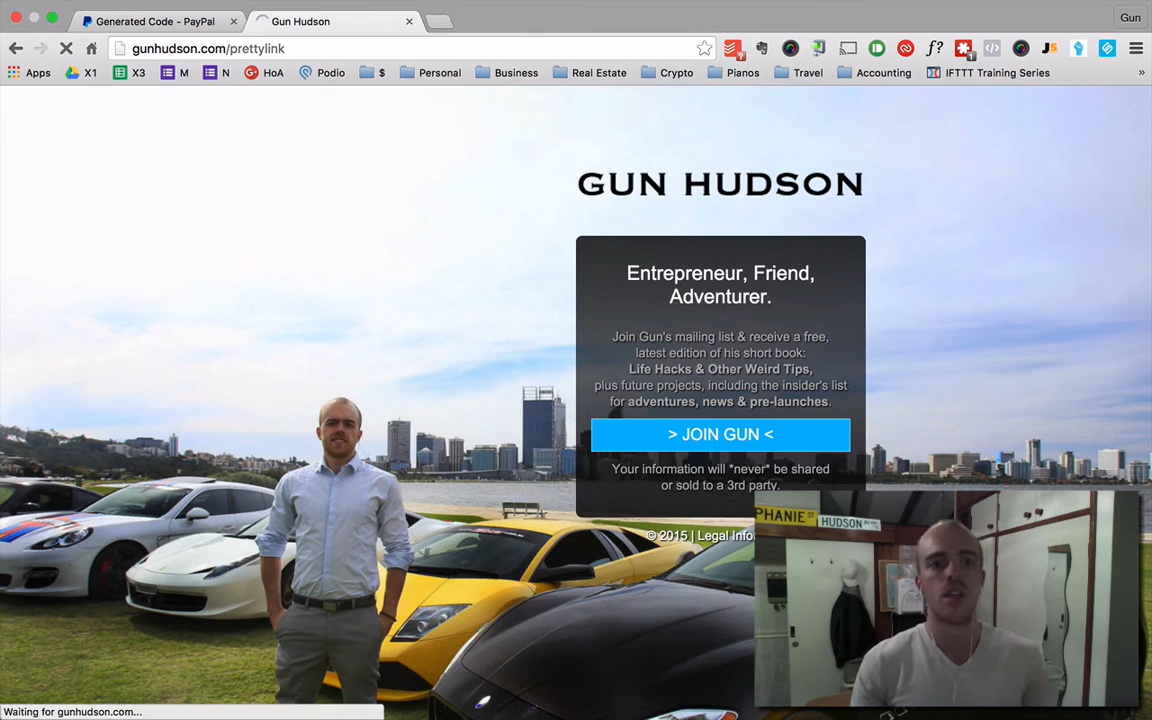 Generated Code - PayPal
Gun Hudson
Gun
gunhudson.com/prettylink
f?
JS
Apps
X1
X3
M
N
HoA
Podio
$
Personal
Business
Real Estate
Crypto
Pianos
Travel
Accounting
IFTTT Training Series
»
GUN HUDSON
Entrepreneur, Friend,
Adventurer.
Join Gun's mailing list & receive a free,
latest edition of his short book:
Life Hacks & Other Weird Tips,
plus future projects, including the insider's list
for adventures, news & pre-launches.
> JOIN GUN <
Your information will *never* be shared
or sold to a 3rd party.
© 2015 | Legal Info
PHANIE ST
HUDSON
Waiting for gunhudson.com...